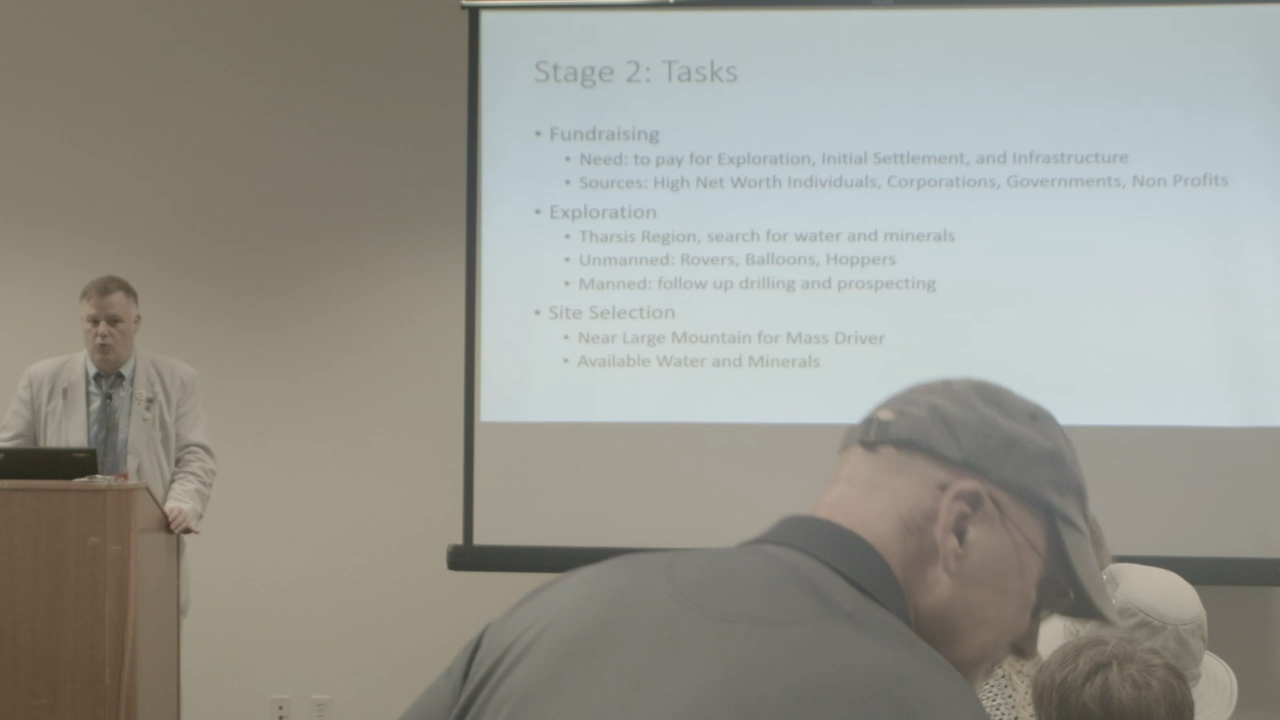 Stage 2: Tasks
• Fundraising
• Need: to pay for Exploration, Initial Settlement, and Infrastructure
• Sources: High Net Worth Individuals, Corporations, Governments, Non Profits
• Exploration
• Tharsis Region, search for water and minerals
• Unmanned: Rovers, Balloons, Hoppers
• Manned: follow up drilling and prospecting
• Site Selection
• Near Large Mountain for Mass Driver
• Available Water and Minerals